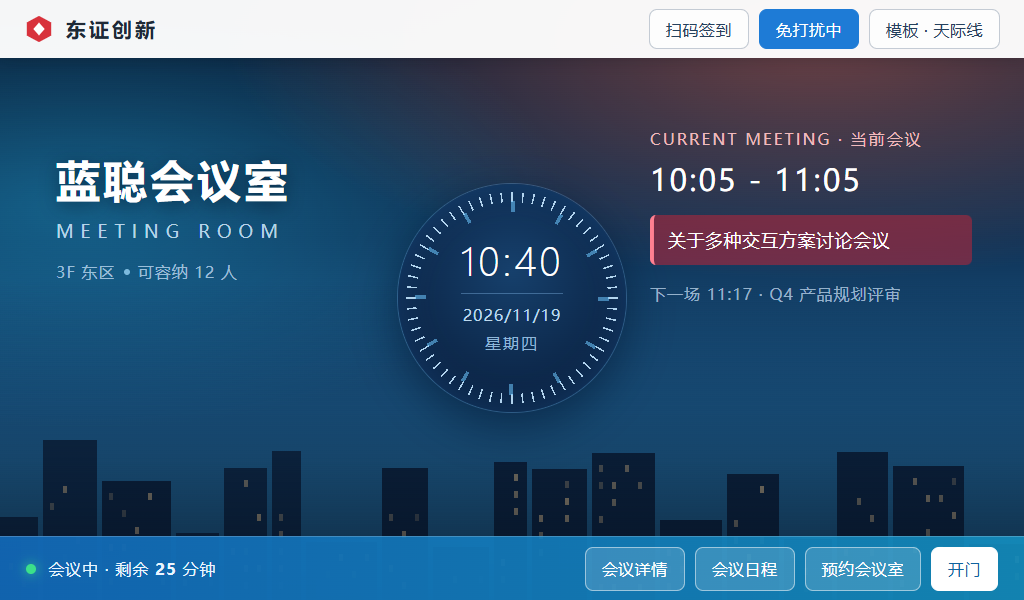 东证创新
扫码签到
免打扰中
模板 · 天际线
蓝聪会议室
MEETING ROOM
3F 东区 • 可容纳 12 人
10:40
2026/11/19
星期四
CURRENT MEETING · 当前会议
10:05 - 11:05
关于多种交互方案讨论会议
下一场 11:17 · Q4 产品规划评审
会议中 · 剩余 25 分钟
会议详情
会议日程
预约会议室
开门